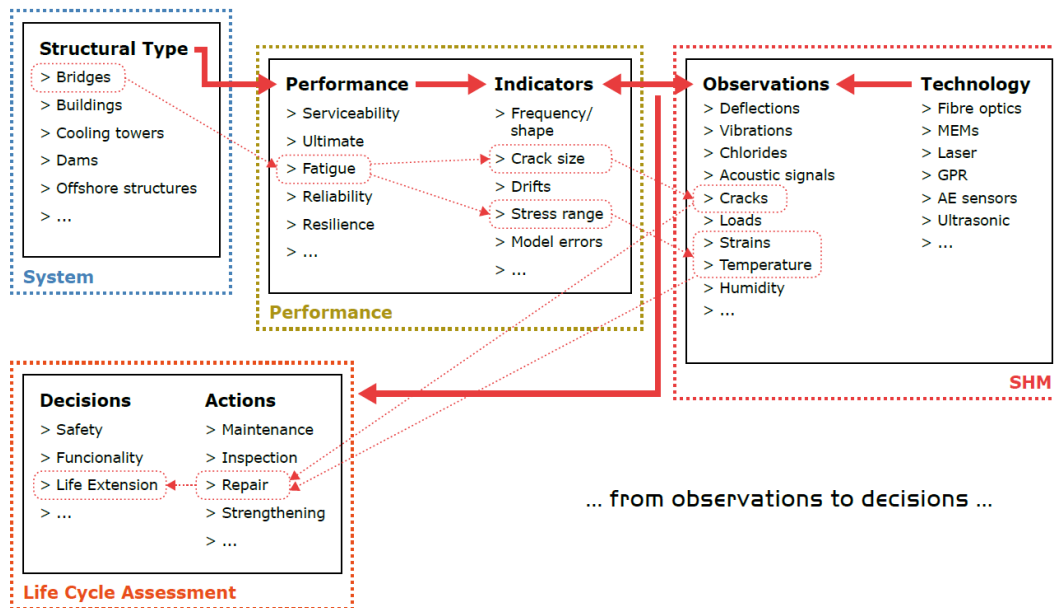 Structural Type
> Bridges
> Buildings
> Cooling towers
> Dams
> Offshore structures
> ...
System
Performance
> Serviceability
> Ultimate
> Fatigue
> Reliability
> Resilience
> ...
Indicators
> Frequency/
shape
> Crack size
> Drifts
> Stress range
> Model errors
> ...
Performance
Observations
> Deflections
> Vibrations
> Chlorides
> Acoustic signals
> Cracks
> Loads
> Strains
> Temperature
> Humidity
> ...
Technology
> Fibre optics
> MEMs
> Laser
> GPR
> AE sensors
> Ultrasonic
> ...
SHM
Decisions
> Safety
> Funcionality
> Life Extension
> ...
Actions
> Maintenance
> Inspection
> Repair
> Strengthening
> ...
Life Cycle Assessment
... from observations to decisions ...